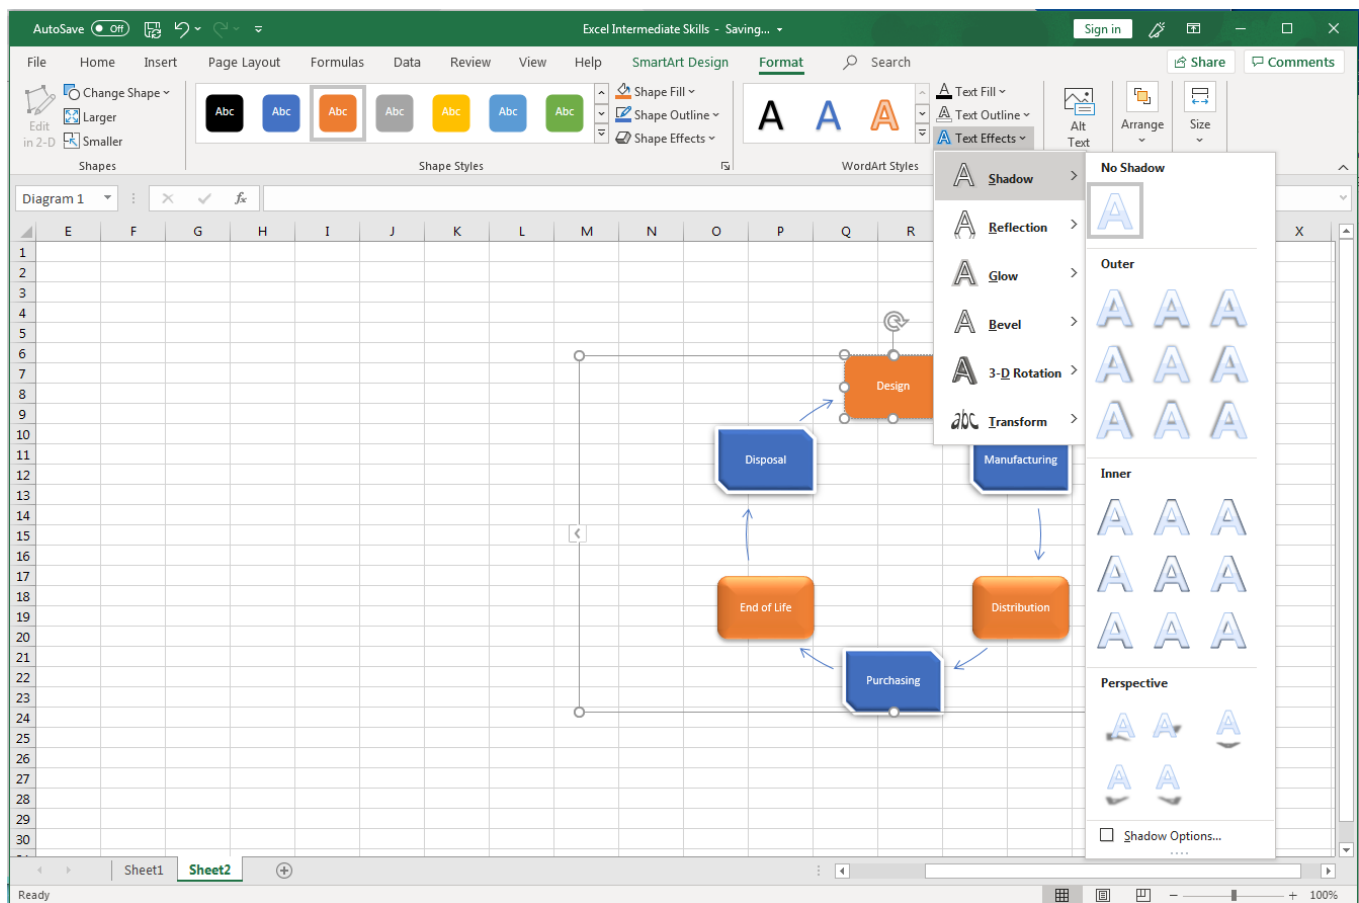 AutoSave Off Excel Intermediate Skills - Saving... Sign in
File Home Insert Page Layout Formulas Data Review View Help SmartArt Design Format Search Share Comments
Edit in 2-D
Change Shape
Larger
Smaller
Shapes
Abc Abc Abc Abc Abc Abc Abc
Shape Fill
Shape Outline
Shape Effects
Shape Styles
A A A
Text Fill
Text Outline
Text Effects
WordArt Styles
Alt Text
Arrange
Size
Diagram 1 fx
E F G H I J K L M N O P Q R X
1
2
3
4
5
6
7
8
9
10
11
12
13
14
15
16
17
18
19
20
21
22
23
24
25
26
27
28
29
30
Shadow
Reflection
Glow
Bevel
3-D Rotation
abc Transform
No Shadow
Outer
Inner
Perspective
Shadow Options...
Design
Disposal
Manufacturing
End of Life
Distribution
Purchasing
Sheet1 Sheet2
Ready 100%